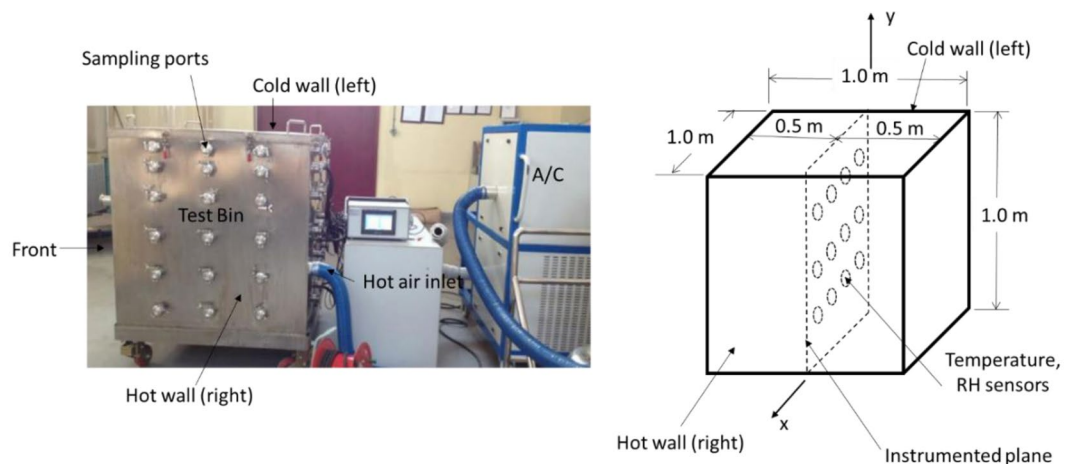 Sampling ports
Cold wall (left)
A/C
Test Bin
Front
Hot air inlet
Hot wall (right)
y
Cold wall (left)
1.0 m
0.5 m
0.5 m
1.0 m
1.0 m
Temperature,
RH sensors
x
Hot wall (right)
Instrumented plane